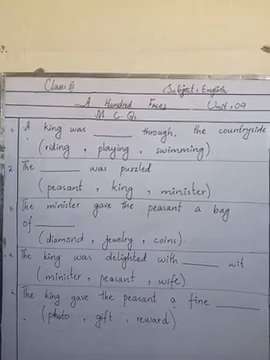 Class: 6 Subject: English
A Hundred Faces Unit: 09
M.C.Qs
1. A king was ______ through. the countryside
(riding, playing, swimming).
2. The ______ was puzzled
(peasant, king, minister)
3. The minister gave the peasant a bag
of ______
(diamond, jewelry, coins).
4. The king was delighted with ______ wit
(minister, peasant, wife)
5. The king gave the peasant a fine ______
. (photo, gift, reward)